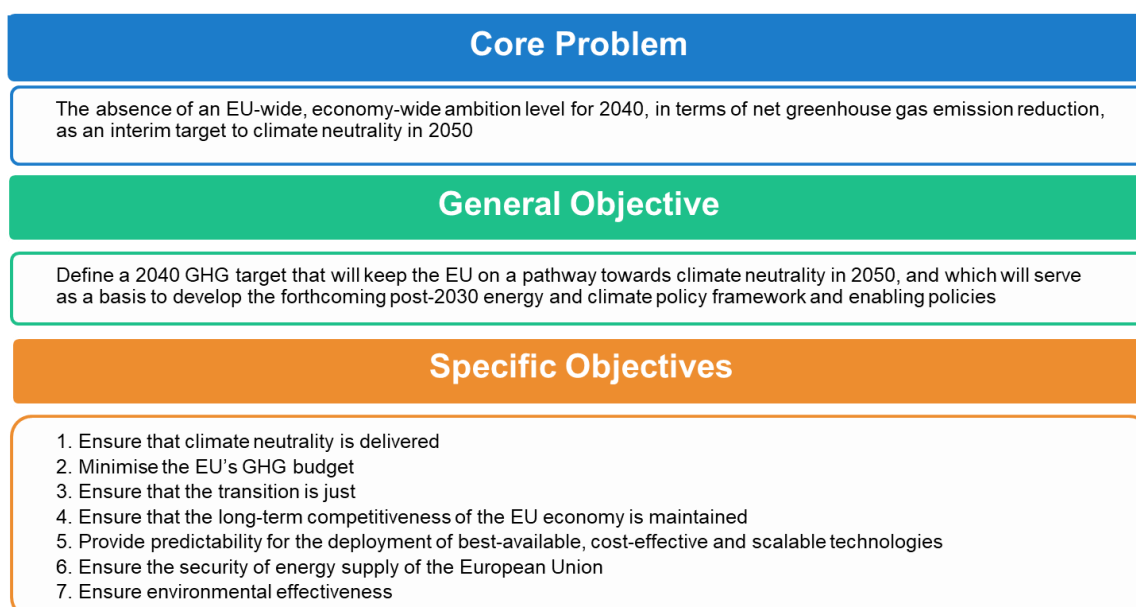 Core Problem
The absence of an EU-wide, economy-wide ambition level for 2040, in terms of net greenhouse gas emission reduction,
as an interim target to climate neutrality in 2050
General Objective
Define a 2040 GHG target that will keep the EU on a pathway towards climate neutrality in 2050, and which will serve
as a basis to develop the forthcoming post-2030 energy and climate policy framework and enabling policies
Specific Objectives
1. Ensure that climate neutrality is delivered
2. Minimise the EU’s GHG budget
3. Ensure that the transition is just
4. Ensure that the long-term competitiveness of the EU economy is maintained
5. Provide predictability for the deployment of best-available, cost-effective and scalable technologies
6. Ensure the security of energy supply of the European Union
7. Ensure environmental effectiveness